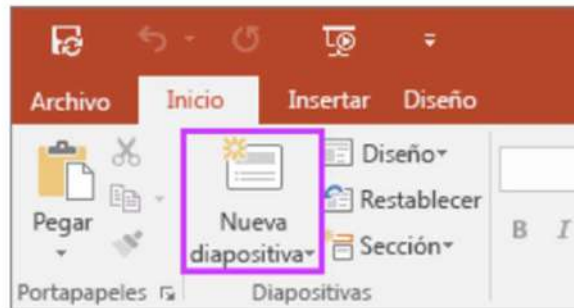 Archivo Inicio Insertar Diseño
Pegar
Nueva
diapositiva
Diseño
Restablecer
Sección
B I
Portapapeles Diapositivas